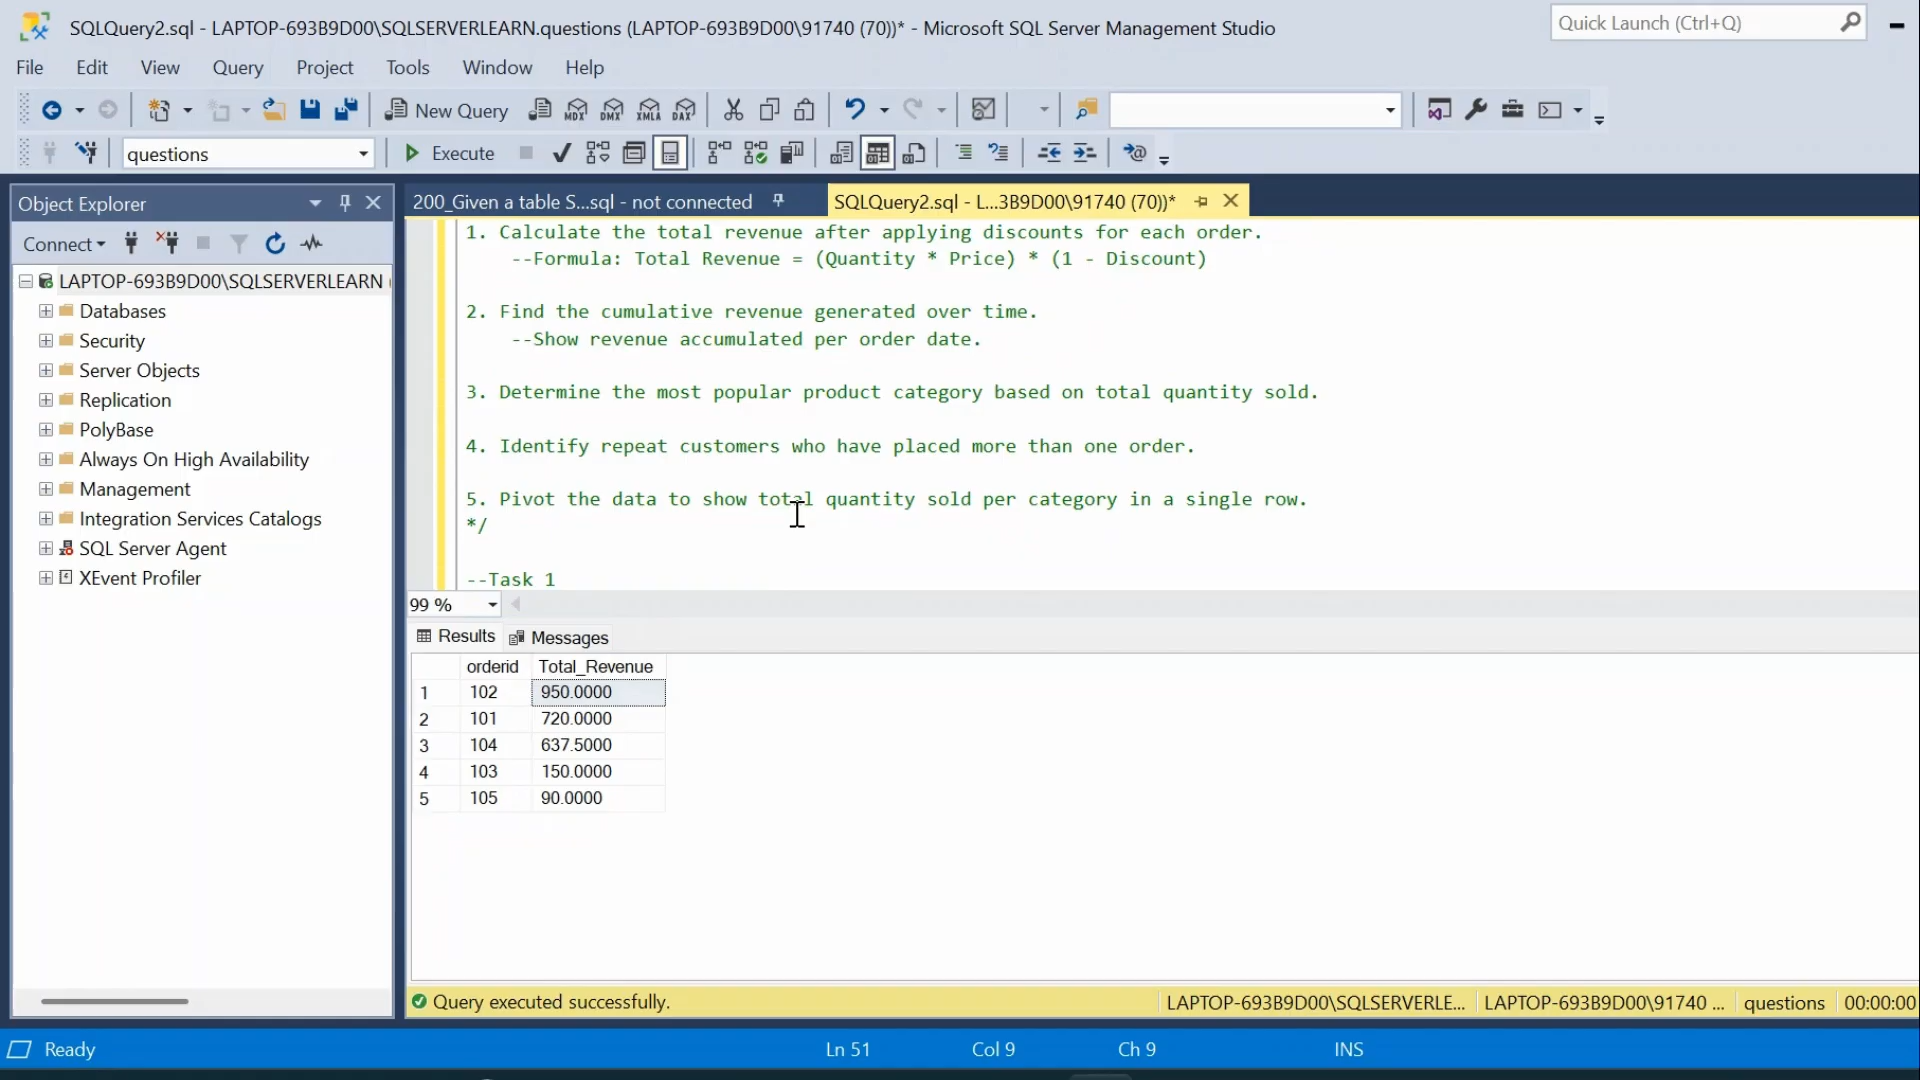 SQLQuery2.sql - LAPTOP-693B9D00\SQLSERVERLEARN.questions (LAPTOP-693B9D00\91740 (70))* - Microsoft SQL Server Management Studio
Quick Launch (Ctrl+Q)
File Edit View Query Project Tools Window Help
New Query
MDX DMX XMLA DAX
questions
Execute
Object Explorer
Connect
LAPTOP-693B9D00\SQLSERVERLEARN
Databases
Security
Server Objects
Replication
PolyBase
Always On High Availability
Management
Integration Services Catalogs
SQL Server Agent
XEvent Profiler
200_Given a table S...sql - not connected
SQLQuery2.sql - L...3B9D00\91740 (70))*
1. Calculate the total revenue after applying discounts for each order.
--Formula: Total Revenue = (Quantity * Price) * (1 - Discount)
2. Find the cumulative revenue generated over time.
--Show revenue accumulated per order date.
3. Determine the most popular product category based on total quantity sold.
4. Identify repeat customers who have placed more than one order.
5. Pivot the data to show total quantity sold per category in a single row.
*/
--Task 1
99 %
Results Messages
orderid Total_Revenue
1 102 950.0000
2 101 720.0000
3 104 637.5000
4 103 150.0000
5 105 90.0000
Query executed successfully.
LAPTOP-693B9D00\SQLSERVERLE... LAPTOP-693B9D00\91740 ... questions 00:00:00
Ready Ln 51 Col 9 Ch 9 INS